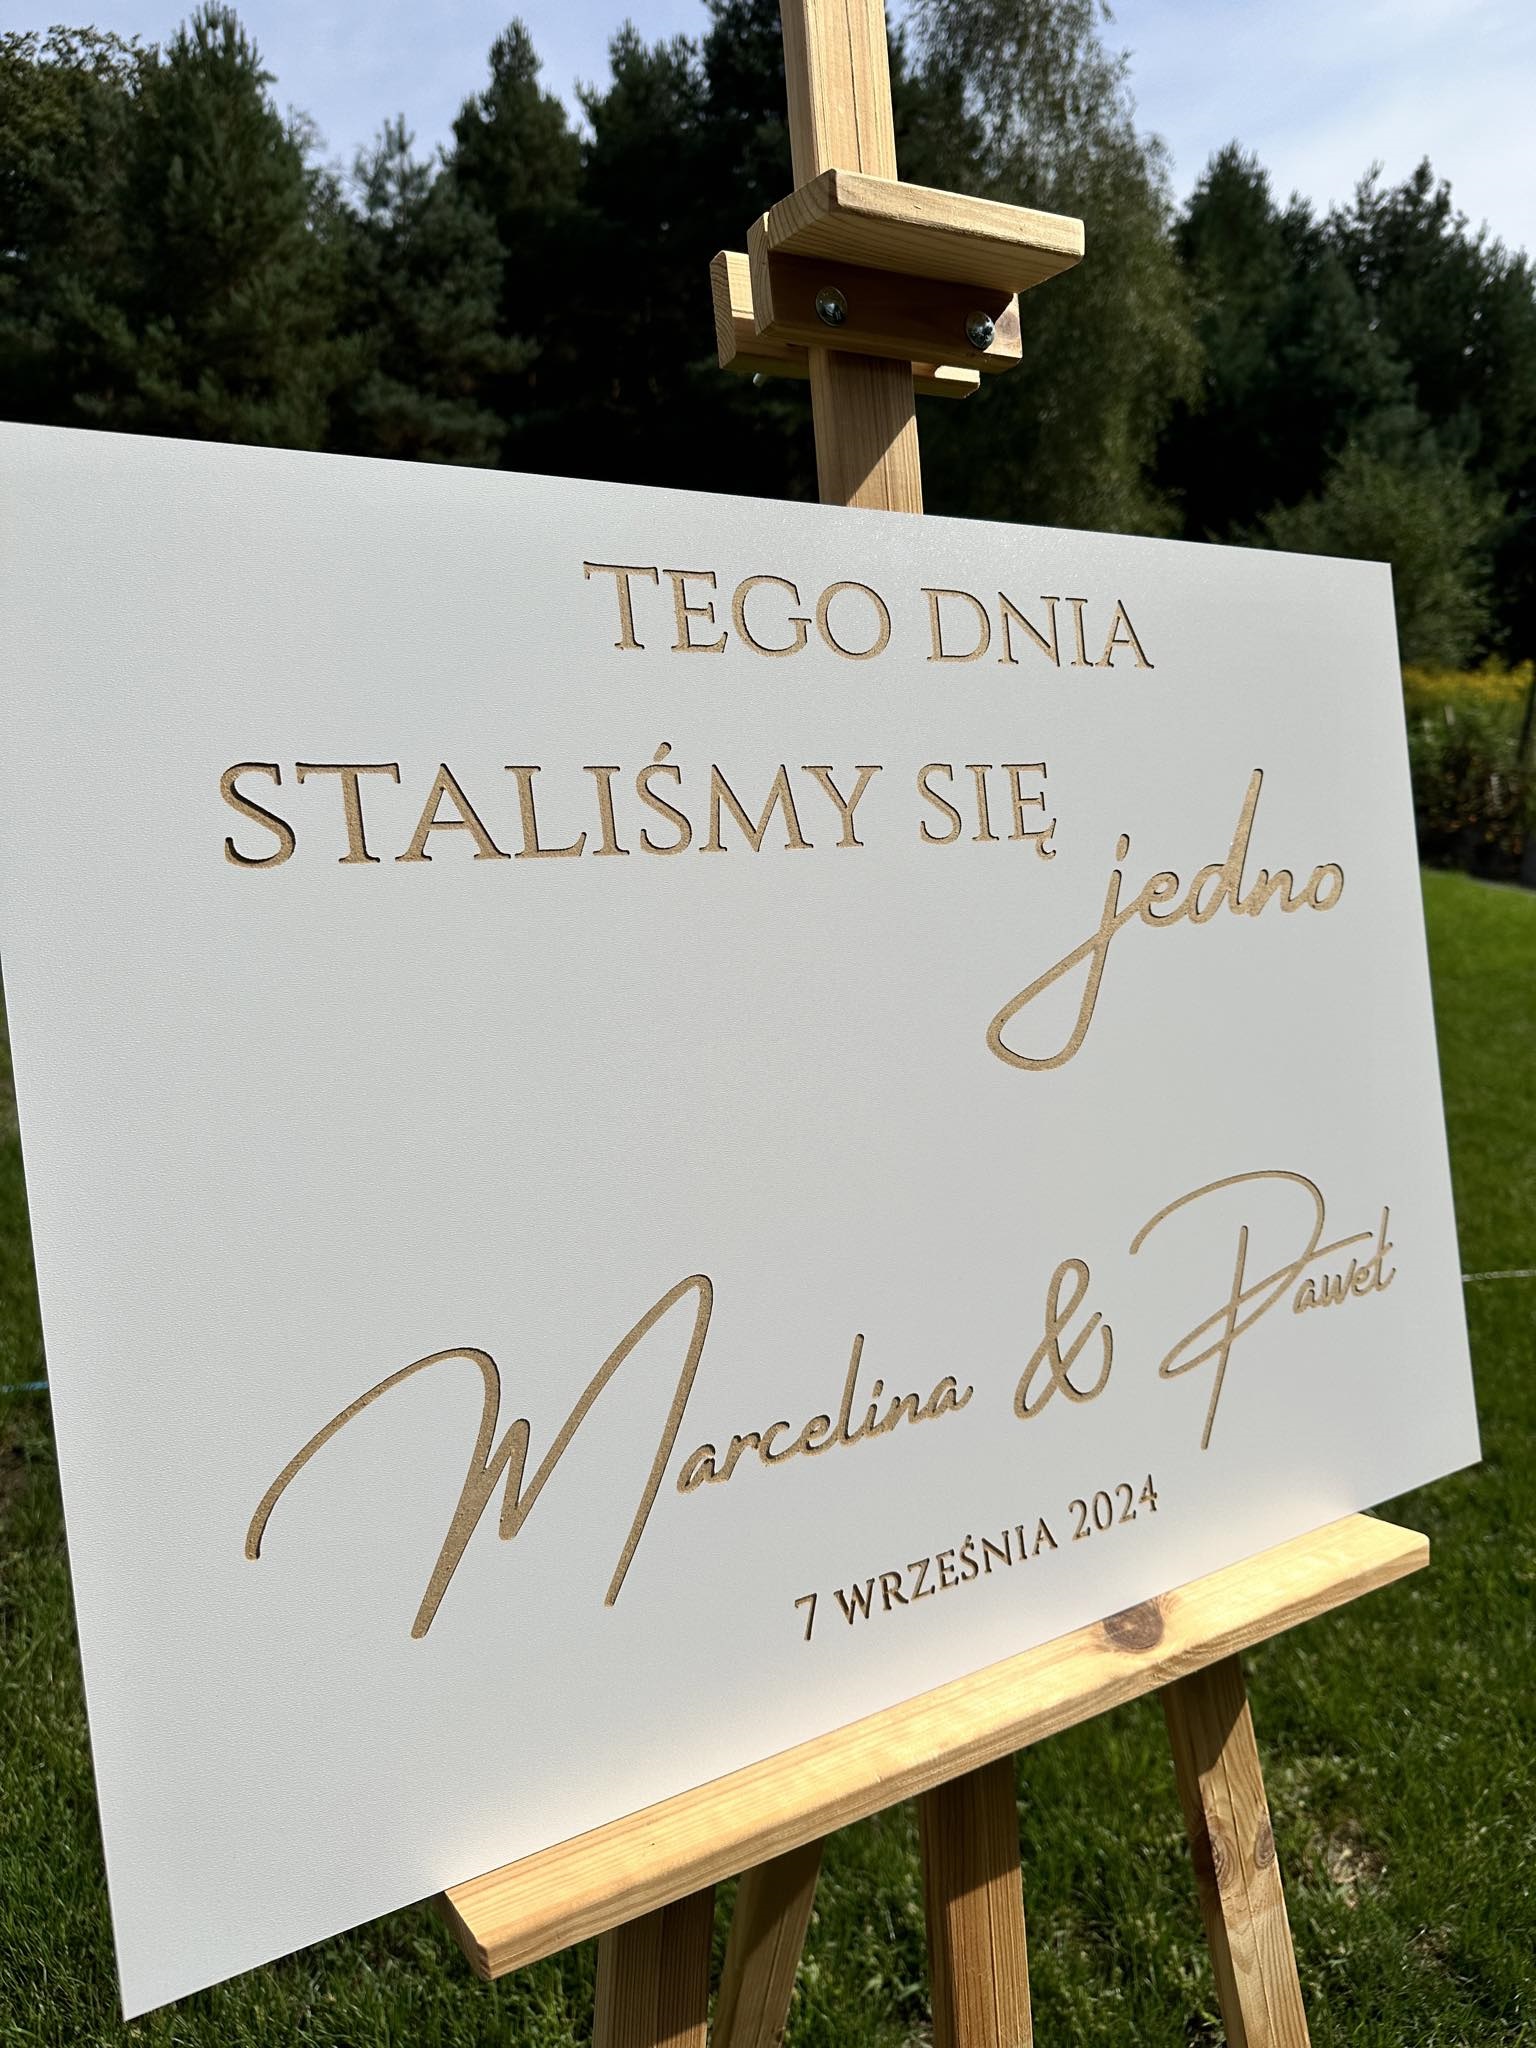 TEGO DNIA
STALIŚMY SIĘ jedno
Marcelina & Paweł
7 WRZEŚNIA 2024